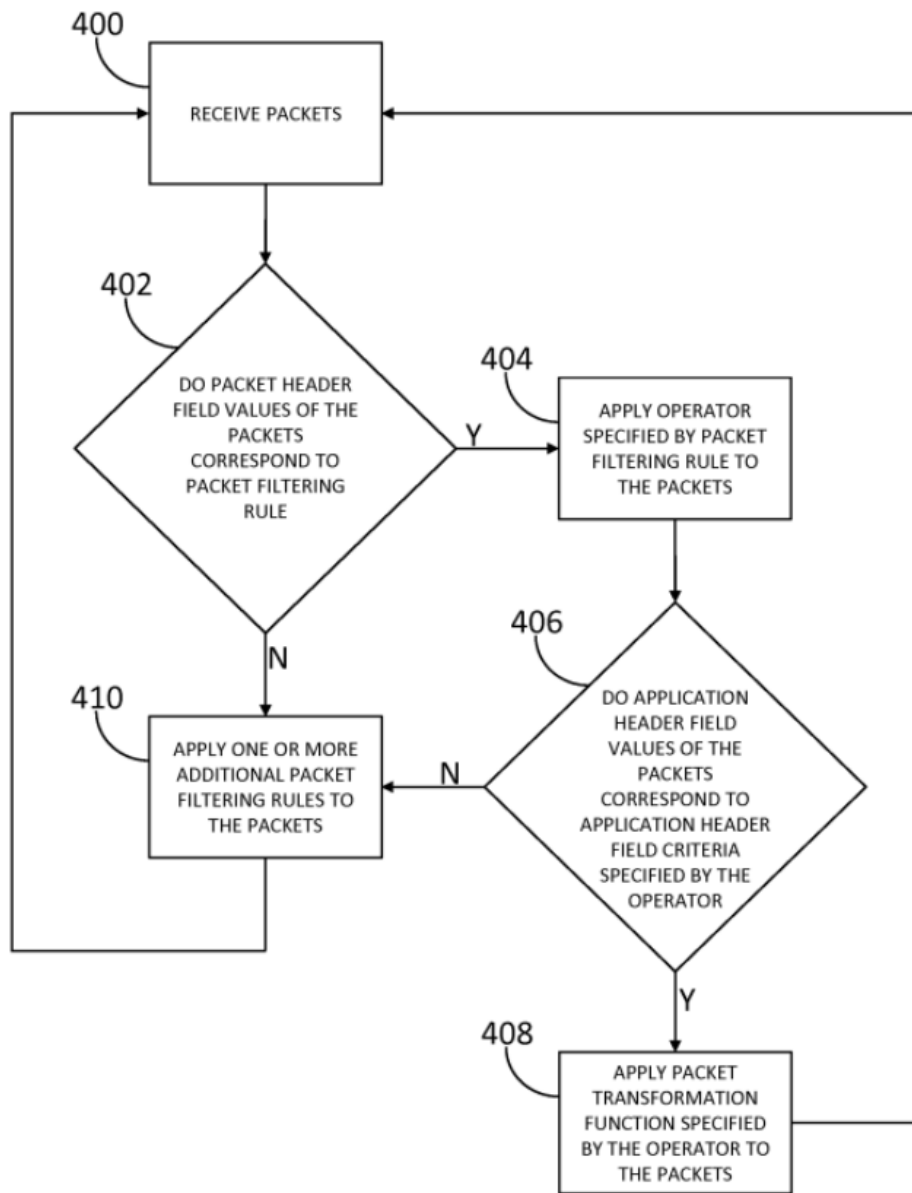 400
RECEIVE PACKETS
402
DO PACKET HEADER
FIELD VALUES OF THE
PACKETS
CORRESPOND TO
PACKET FILTERING
RULE
Y
N
404
APPLY OPERATOR
SPECIFIED BY PACKET
FILTERING RULE TO
THE PACKETS
406
DO APPLICATION
HEADER FIELD
VALUES OF THE
PACKETS
CORRESPOND TO
APPLICATION HEADER
FIELD CRITERIA
SPECIFIED BY THE
OPERATOR
N
Y
410
APPLY ONE OR MORE
ADDITIONAL PACKET
FILTERING RULES TO
THE PACKETS
408
APPLY PACKET
TRANSFORMATION
FUNCTION SPECIFIED
BY THE OPERATOR TO
THE PACKETS